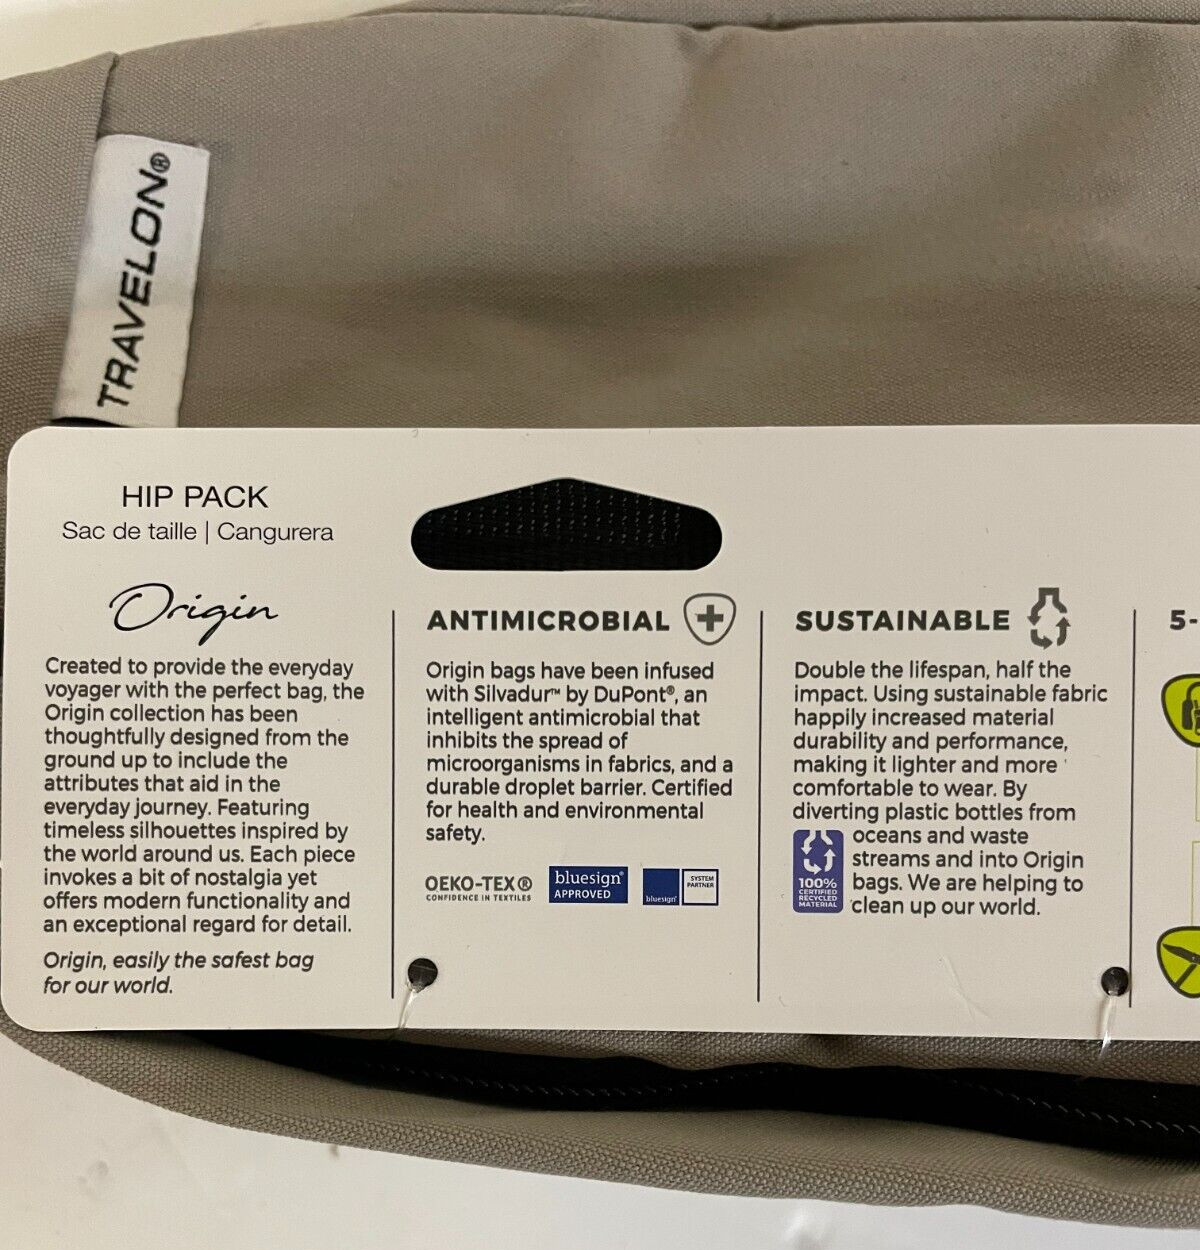 TRAVELON®
HIP PACK
Sac de taille | Cangurera
Origin
Created to provide the everyday
voyager with the perfect bag, the
Origin collection has been
thoughtfully designed from the
ground up to include the
attributes that aid in the
everyday journey. Featuring
timeless silhouettes inspired by
the world around us. Each piece
invokes a bit of nostalgia yet
offers modern functionality and
an exceptional regard for detail.
Origin, easily the safest bag
for our world.
ANTIMICROBIAL
Origin bags have been infused
with Silvadur™ by DuPont®, an
intelligent antimicrobial that
inhibits the spread of
microorganisms in fabrics, and a
durable droplet barrier. Certified
for health and environmental
safety.
OEKO-TEX®
CONFIDENCE IN TEXTILES
bluesign®
APPROVED
bluesign®
SYSTEM
PARTNER
SUSTAINABLE
Double the lifespan, half the
impact. Using sustainable fabric
happily increased material
durability and performance,
making it lighter and more
comfortable to wear. By
diverting plastic bottles from
oceans and waste
streams and into Origin
bags. We are helping to
clean up our world.
100%
CERTIFIED
RECYCLED
MATERIAL
5-